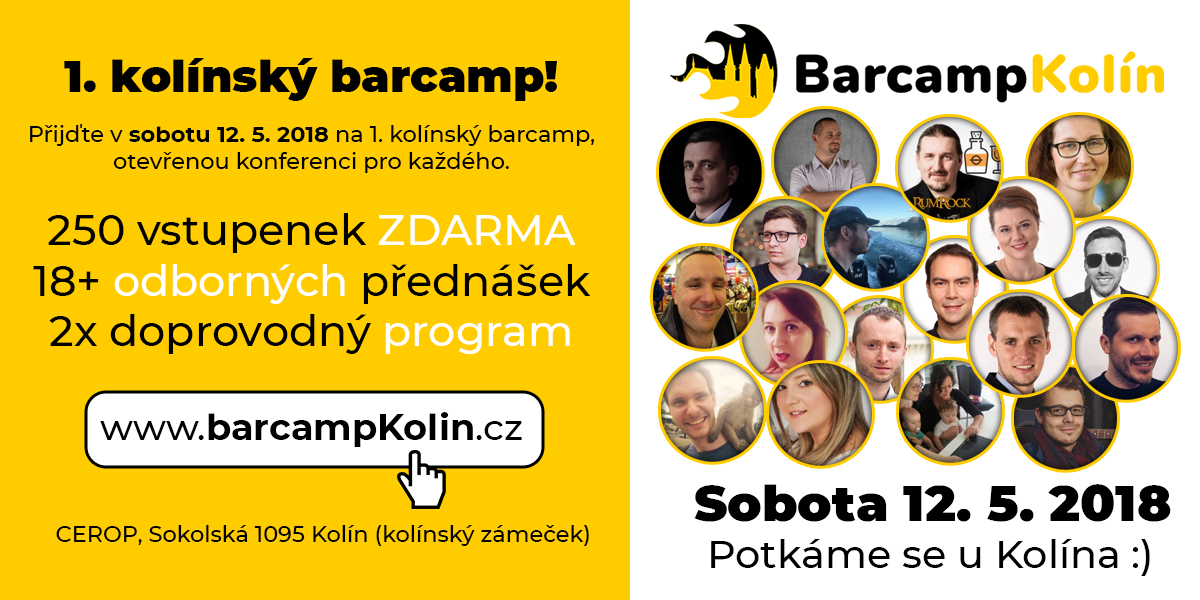 1. kolínský barcamp!
Přijďte v sobotu 12. 5. 2018 na 1. kolínský barcamp,
otevřenou konferenci pro každého.
250 vstupenek ZDARMA
18+ odborných přednášek
2x doprovodný program
www.barcampKolin.cz
CEROP, Sokolská 1095 Kolín (kolínský zámeček)
BarcampKolín
RUMROCK
Sobota 12. 5. 2018
Potkáme se u Kolína :)